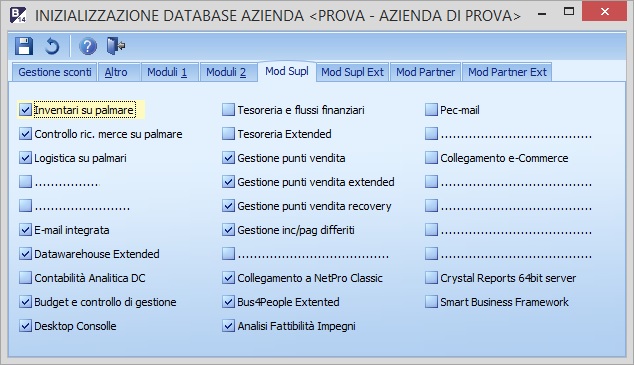 B 14 INIZIALIZZAZIONE DATABASE AZIENDA <PROVA - AZIENDA DI PROVA>
Gestione sconti Altro Moduli 1 Moduli 2 Mod Supl Mod Supl Ext Mod Partner Mod Partner Ext
Inventari su palmare
Controllo ric. merce su palmare
Logistica su palmari
.................
.........................
E-mail integrata
Datawarehouse Extended
Contabilità Analitica DC
Budget e controllo di gestione
Desktop Consolle
Tesoreria e flussi finanziari
Tesoreria Extended
Gestione punti vendita
Gestione punti vendita extended
Gestione punti vendita recovery
Gestione inc/pag differiti
.......................................
Collegamento a NetPro Classic
Bus4People Extented
Analisi Fattibilità Impegni
Pec-mail
.......................................
Collegamento e-Commerce
.......................................
.......................................
.......................................
.......................................
Crystal Reports 64bit server
Smart Business Framework